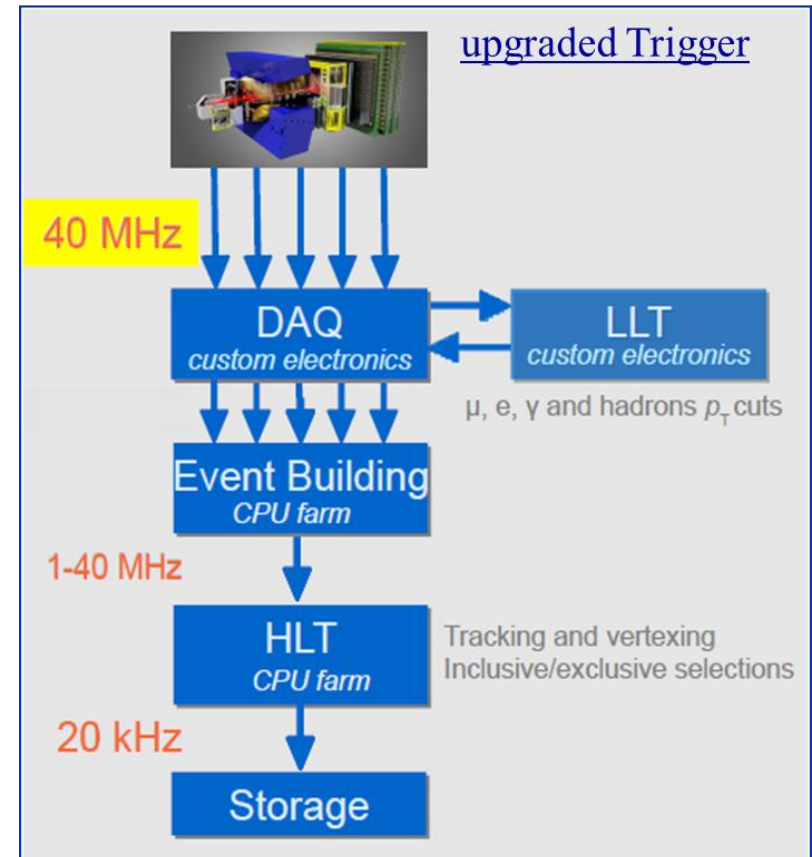 upgraded Trigger
40 MHz
DAQ
custom electronics
LLT
custom electronics
μ, e, γ and hadrons p_T cuts
Event Building
CPU farm
1-40 MHz
HLT
CPU farm
Tracking and vertexing
Inclusive/exclusive selections
20 kHz
Storage